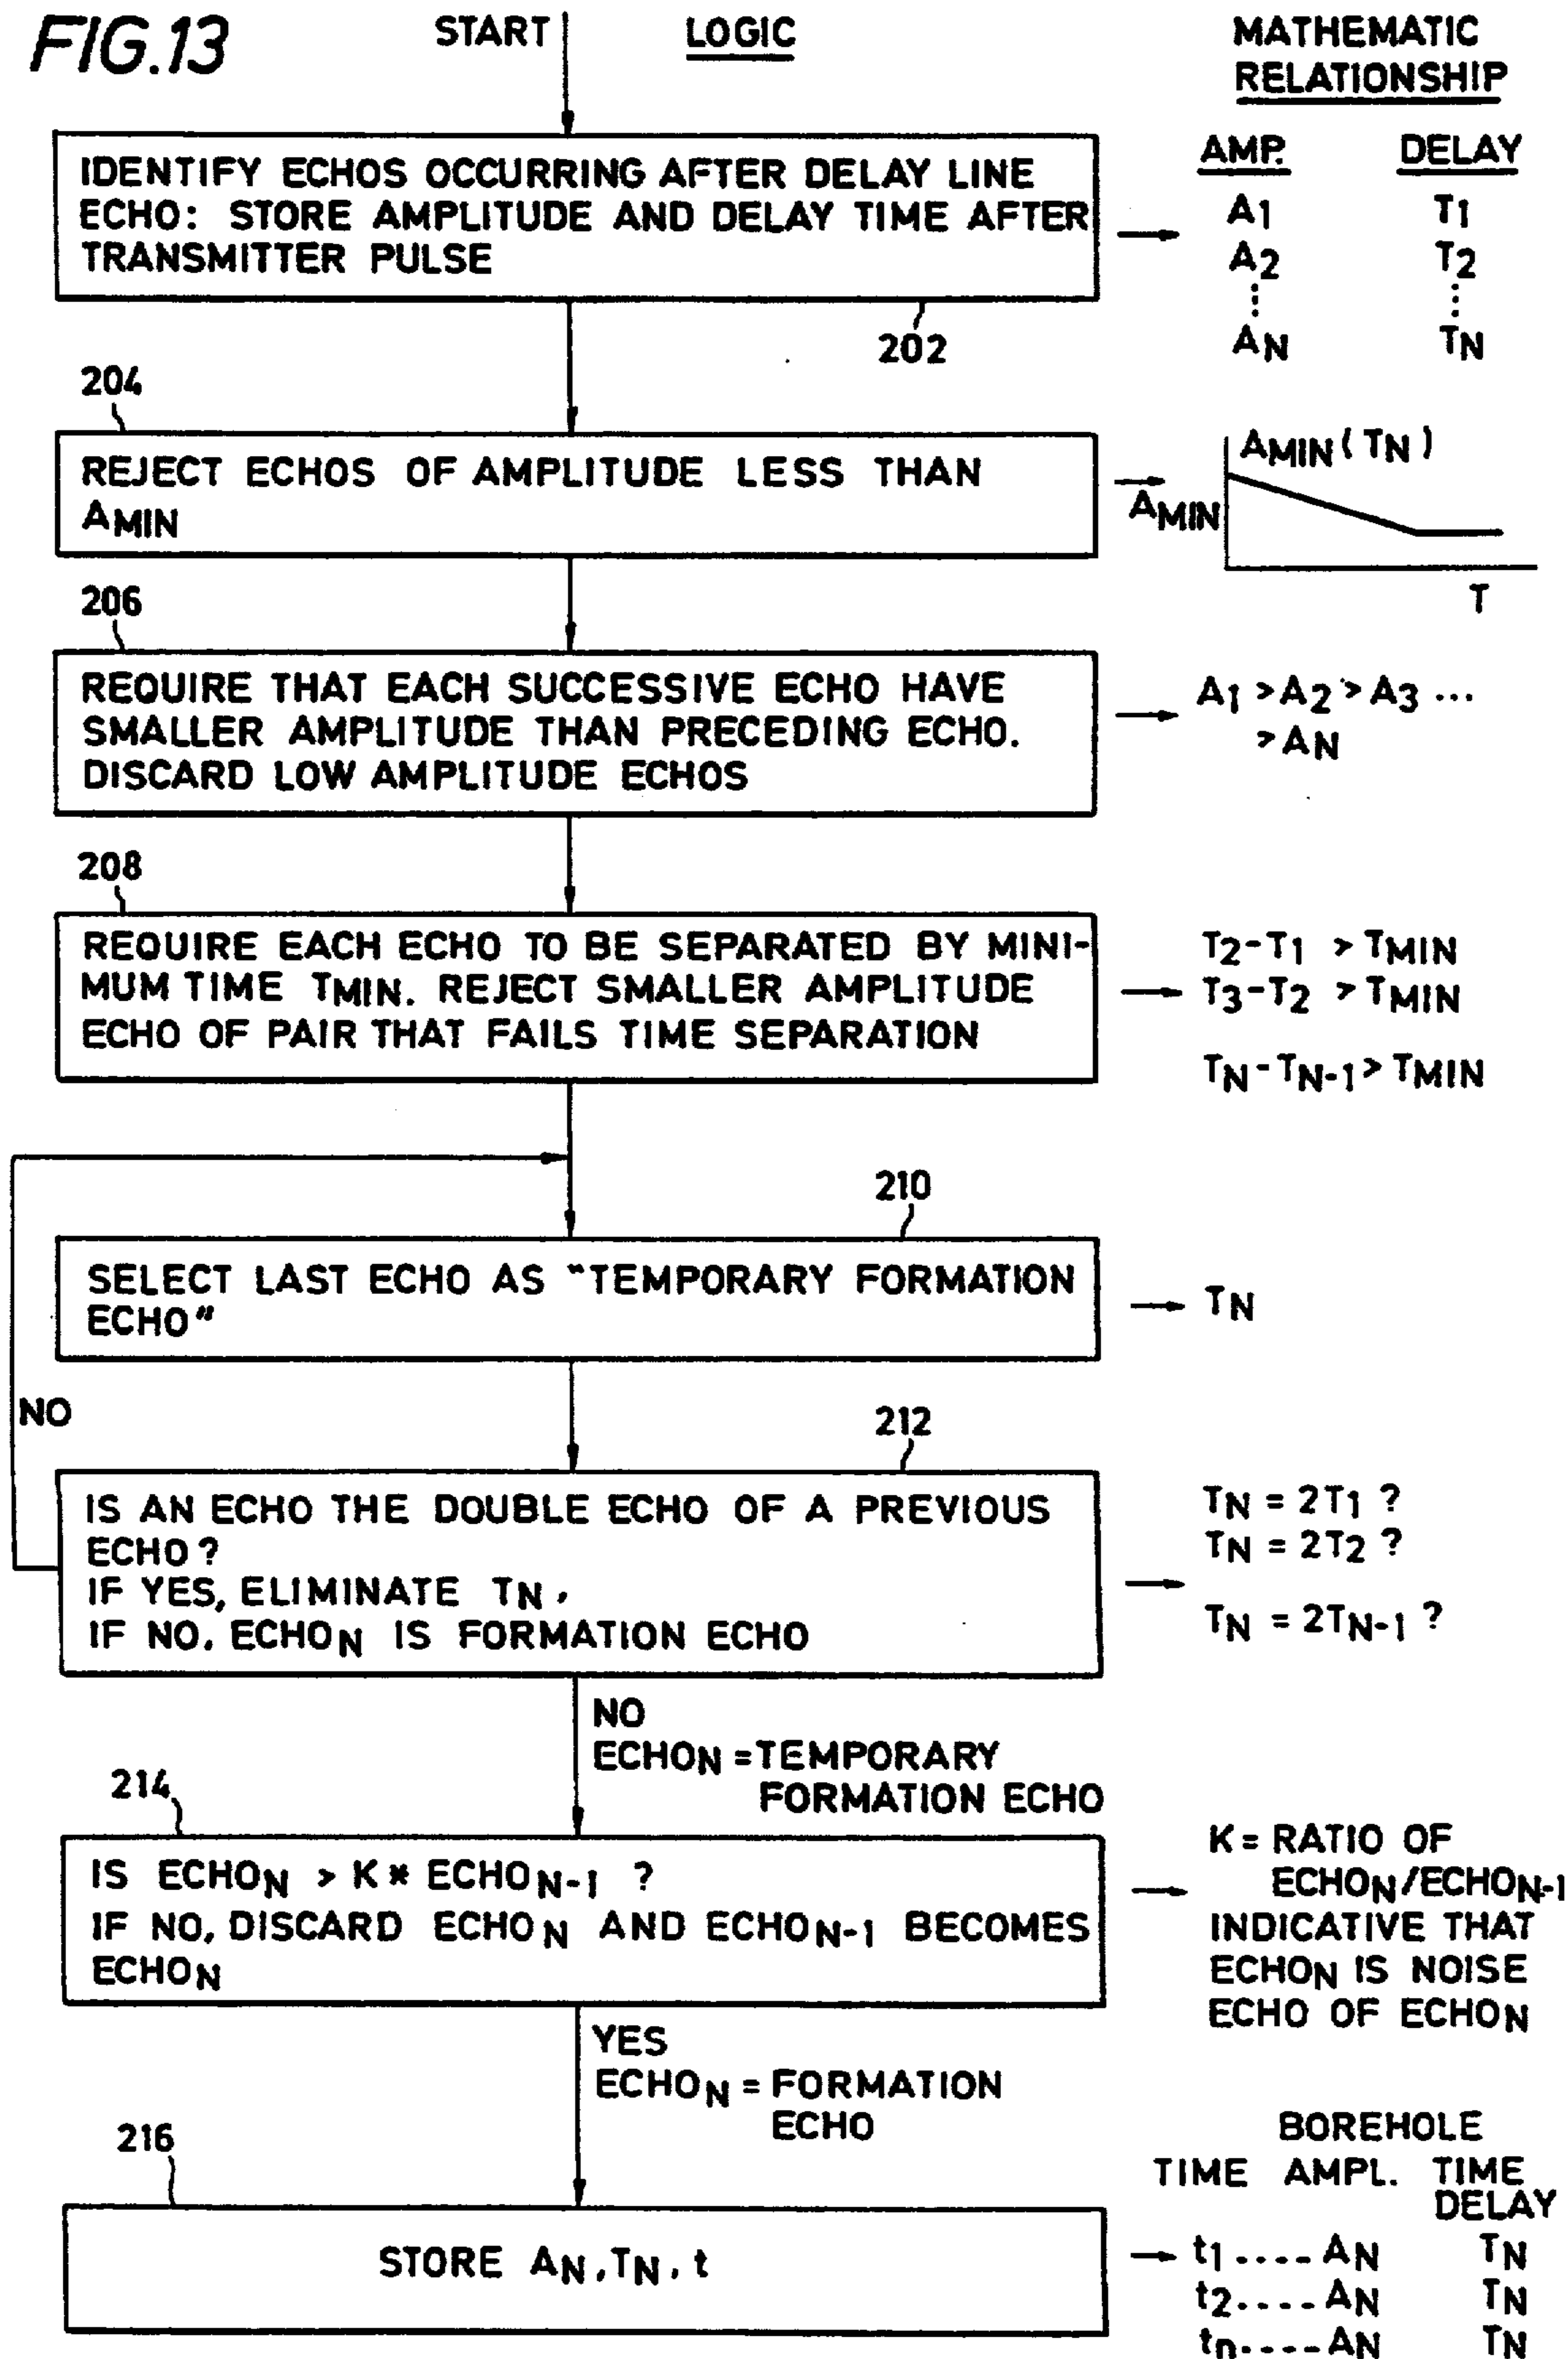 FIG.13
START
LOGIC
MATHEMATIC
RELATIONSHIP
IDENTIFY ECHOS OCCURRING AFTER DELAY LINE
ECHO: STORE AMPLITUDE AND DELAY TIME AFTER
TRANSMITTER PULSE
202
AMP. DELAY
A1 T1
A2 T2
AN TN
204
REJECT ECHOS OF AMPLITUDE LESS THAN
AMIN
AMIN(TN)
AMIN
T
206
REQUIRE THAT EACH SUCCESSIVE ECHO HAVE
SMALLER AMPLITUDE THAN PRECEDING ECHO.
DISCARD LOW AMPLITUDE ECHOS
A1 >A2 >A3 ...
>AN
208
REQUIRE EACH ECHO TO BE SEPARATED BY MINI-
MUM TIME TMIN. REJECT SMALLER AMPLITUDE
ECHO OF PAIR THAT FAILS TIME SEPARATION
T2-T1 > TMIN
T3-T2 > TMIN
TN-TN-1> TMIN
210
SELECT LAST ECHO AS "TEMPORARY FORMATION
ECHO"
TN
NO
212
IS AN ECHO THE DOUBLE ECHO OF A PREVIOUS
ECHO?
IF YES, ELIMINATE TN,
IF NO. ECHON IS FORMATION ECHO
TN = 2T1 ?
TN = 2T2 ?
TN = 2TN-1 ?
NO
ECHON = TEMPORARY
FORMATION ECHO
214
IS ECHON > K * ECHON-1 ?
IF NO, DISCARD ECHON AND ECHON-1 BECOMES
ECHON
K = RATIO OF
ECHON/ECHON-1
INDICATIVE THAT
ECHON IS NOISE
ECHO OF ECHON
YES
ECHON = FORMATION
ECHO
216
STORE AN, TN, t
BOREHOLE
TIME AMPL. TIME
DELAY
t1 .... AN TN
t2.... AN TN
tn.... AN TN